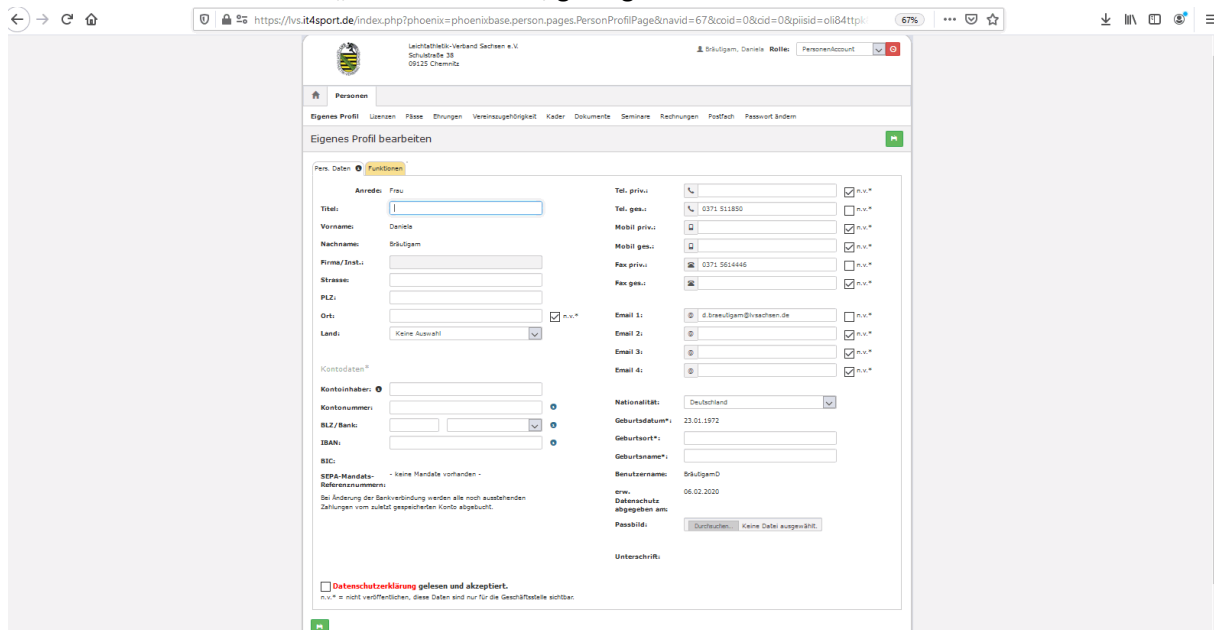 https://lvs.it4sport.de/index.php?phoenix=phoenixbase.person.pages.PersonProfilPage&navid=67&coid=0&cid=0&piisid=oli84ttpk
67%
Leichtathletik-Verband Sachsen e.V.
Schulstraße 38
09125 Chemnitz
Bräutigam, Daniela Rolle: PersonenAccount
Personen
Eigenes Profil Lizenzen Pässe Ehrungen Vereinszugehörigkeit Kader Dokumente Seminare Rechnungen Postfach Passwort ändern
Eigenes Profil bearbeiten
Pers. Daten Funktionen
Anrede: Frau
Titel:
Vorname: Daniela
Nachname: Bräutigam
Firma/Inst.:
Strasse:
PLZ:
Ort: n.v.*
Land: Keine Auswahl
Kontodaten*
Kontoinhaber:
Kontonummer:
BLZ/Bank:
IBAN:
BIC:
SEPA-Mandats-Referenznummern: - keine Mandate vorhanden -
Bei Änderung der Bankverbindung werden alle noch ausstehenden
Zahlungen vom zuletzt gespeicherten Konto abgebucht.
Tel. priv.: n.v.*
Tel. ges.: 0371 511850 n.v.*
Mobil priv.: n.v.*
Mobil ges.: n.v.*
Fax priv.: 0371 5614446 n.v.*
Fax ges.: n.v.*
Email 1: d.braeutigam@lvsachsen.de n.v.*
Email 2: n.v.*
Email 3: n.v.*
Email 4: n.v.*
Nationalität: Deutschland
Geburtsdatum*: 23.01.1972
Geburtsort*:
Geburtsname*:
Benutzername: BräutigamD
erw. Datenschutz abgegeben am: 06.02.2020
Passbild: Durchsuchen... Keine Datei ausgewählt.
Unterschrift:
Datenschutzerklärung gelesen und akzeptiert.
n.v.* = nicht veröffentlichen, diese Daten sind nur für die Geschäftsstelle sichtbar.